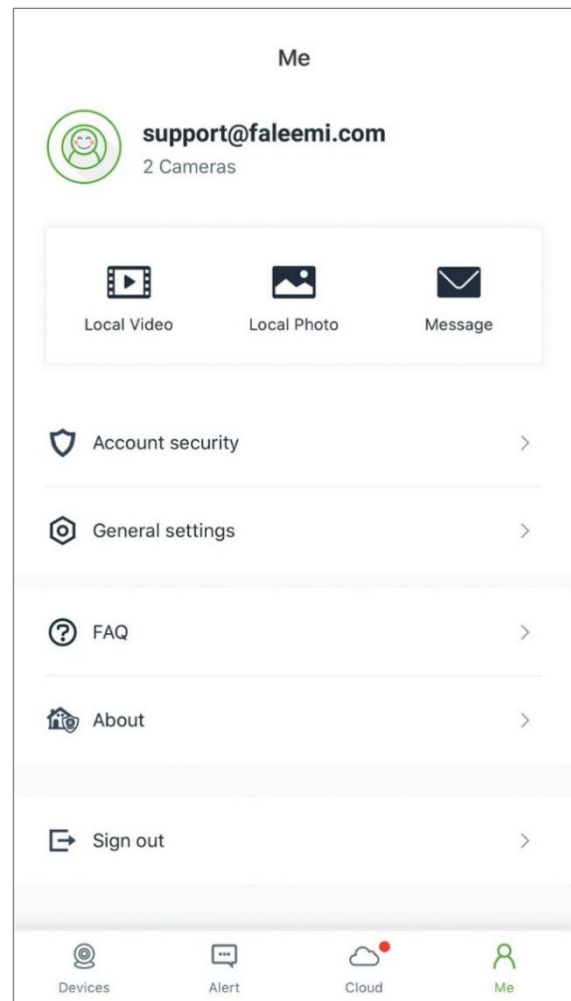 Me
support@faleemi.com
2 Cameras
Local Video
Local Photo
Message
Account security
General settings
FAQ
About
Sign out
Devices
Alert
Cloud
Me